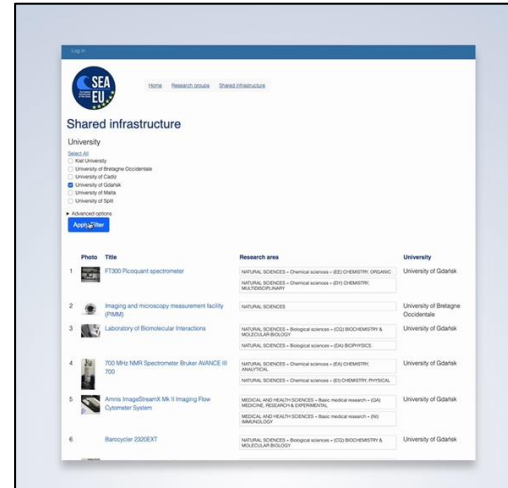 Log in
SEA
EU
Home Research groups Shared infrastructure
Shared infrastructure
University
Select All
Kiel University
University of Bretagne Occidentale
University of Cadiz
University of Gdańsk
University of Malta
University of Split
Advanced options
Apply Filter
Photo Title Research area University
1 FT300 Picoquant spectrometer NATURAL SCIENCES » Chemical sciences » (EE) CHEMISTRY, ORGANIC University of Gdańsk
NATURAL SCIENCES » Chemical sciences » (DY) CHEMISTRY,
MULTIDISCIPLINARY
2 Imaging and microscopy measurement facility NATURAL SCIENCES University of Bretagne
(PIMM) Occidentale
3 Laboratory of Biomolecular Interactions NATURAL SCIENCES » Biological sciences » (CQ) BIOCHEMISTRY & University of Gdańsk
MOLECULAR BIOLOGY
NATURAL SCIENCES » Biological sciences » (DA) BIOPHYSICS
4 700 MHz NMR Spectrometer Bruker AVANCE III NATURAL SCIENCES » Chemical sciences » (EA) CHEMISTRY, University of Gdańsk
700 ANALYTICAL
NATURAL SCIENCES » Chemical sciences » (EI) CHEMISTRY, PHYSICAL
5 Amnis ImageStreamX Mk II Imaging Flow MEDICAL AND HEALTH SCIENCES » Basic medical research » (QA) University of Gdańsk
Cytometer System MEDICINE, RESEARCH & EXPERIMENTAL
MEDICAL AND HEALTH SCIENCES » Basic medical research » (NI)
IMMUNOLOGY
6 Barocycler 2320EXT NATURAL SCIENCES » Biological sciences » (CQ) BIOCHEMISTRY & University of Gdańsk
MOLECULAR BIOLOGY